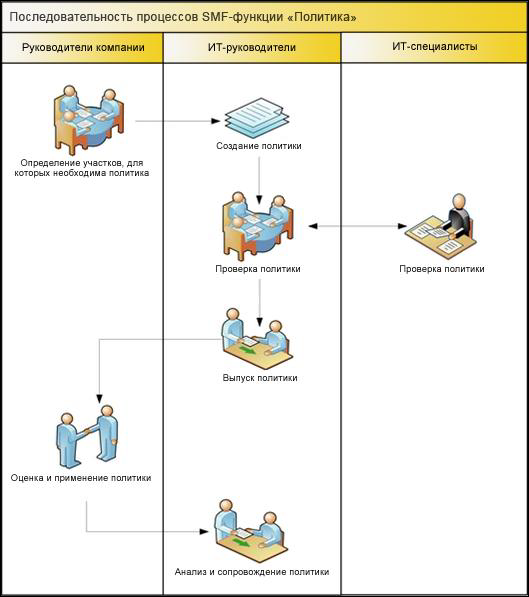 Последовательность процессов SMF-функции «Политика»
Руководители компании
ИТ-руководители
ИТ-специалисты
Определение участков, для
которых необходима политика
Создание политики
Проверка политики
Проверка политики
Выпуск политики
Оценка и применение политики
Анализ и сопровождение политики